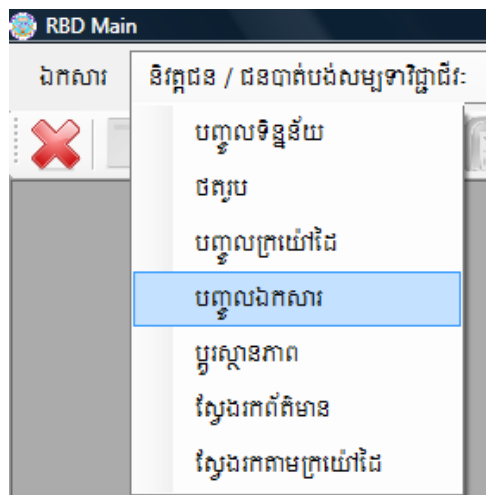 RBD Main
ឯកសារ និវត្តជន / ជនបាត់បង់សម្បទាវិជ្ជាជីវៈ
បញ្ចូលទិន្នន័យ
ថតរូប
បញ្ចូលក្រយ៉ៅដៃ
បញ្ចូលឯកសារ
ប្តូរស្ថានភាព
ស្វែងរកព័ត៌មាន
ស្វែងរកតាមក្រយ៉ៅដៃ